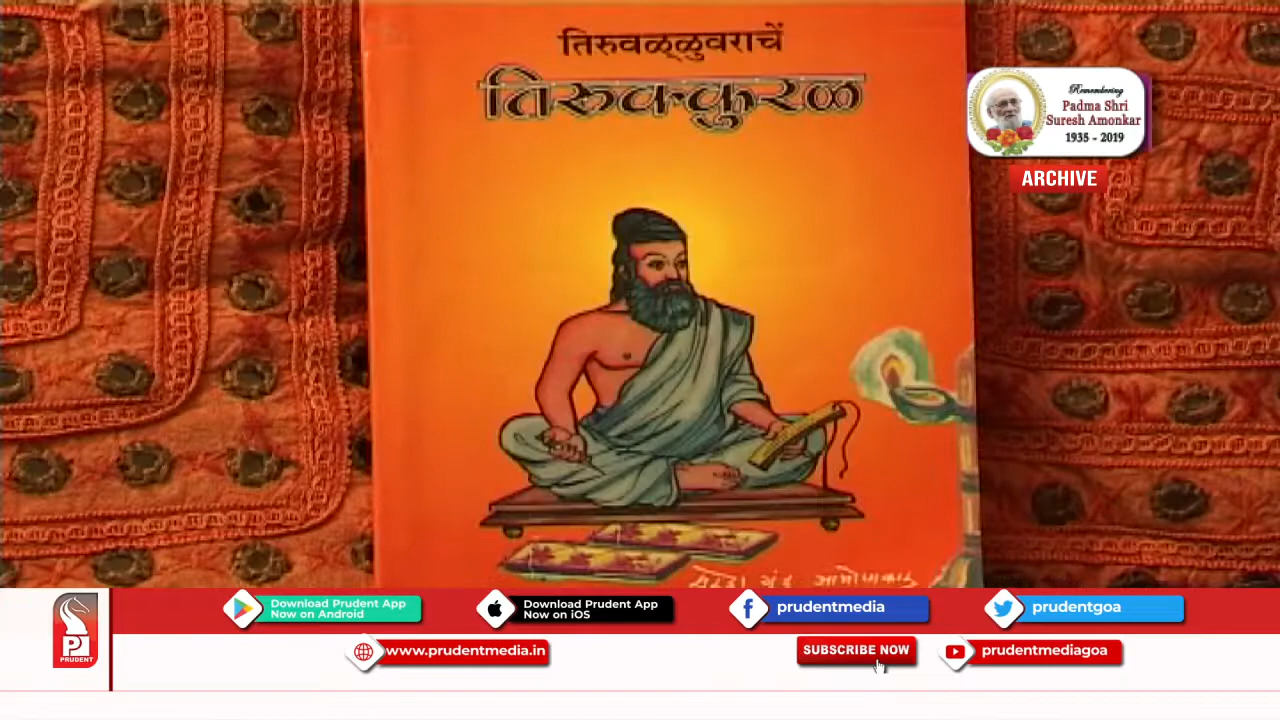 तिरुवळ्ळुवराचें
तिरुक्कुरळ
Remembering
Padma Shri
Suresh Amonkar
1935 - 2019
ARCHIVE
Download Prudent App
Now on Android
Download Prudent App
Now on iOS
prudentmedia
prudentgoa
PRUDENT
www.prudentmedia.in
SUBSCRIBE NOW
prudentmediagoa